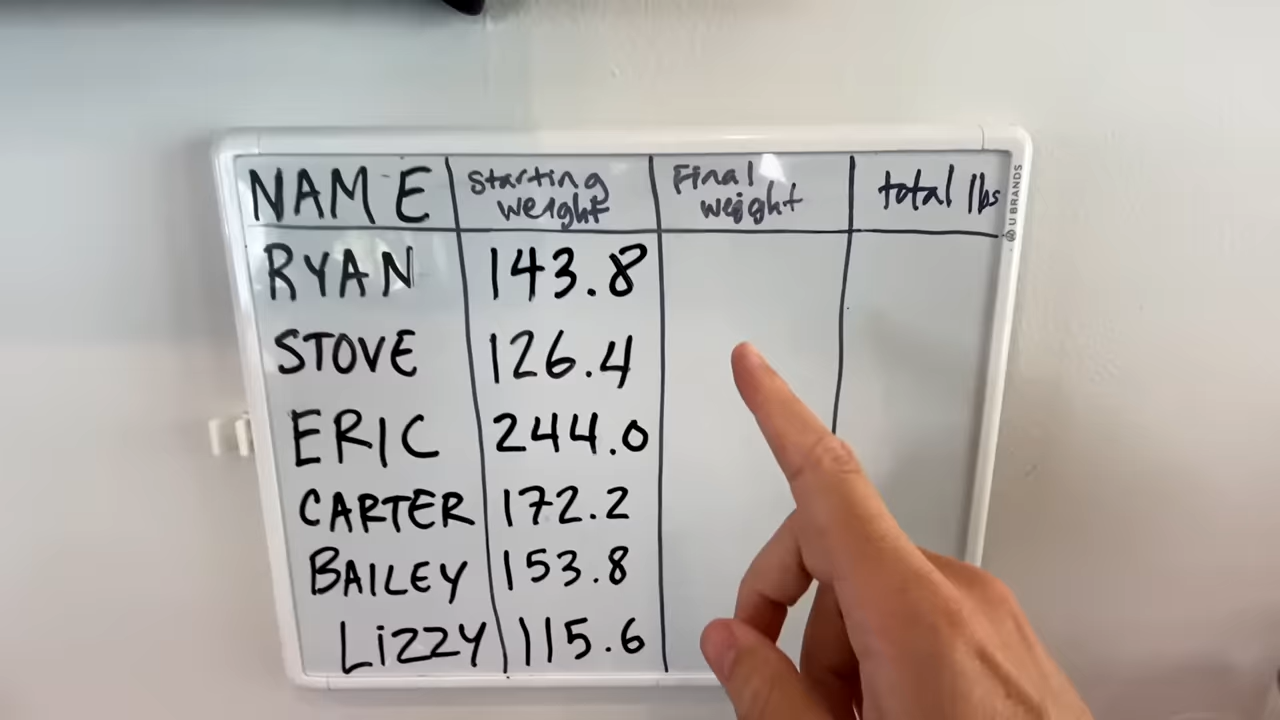 NAME Starting weight Final weight total lbs
RYAN 143.8
STOVE 126.4
ERIC 244.0
CARTER 172.2
BAILEY 153.8
LiZZY 115.6
U BRANDS